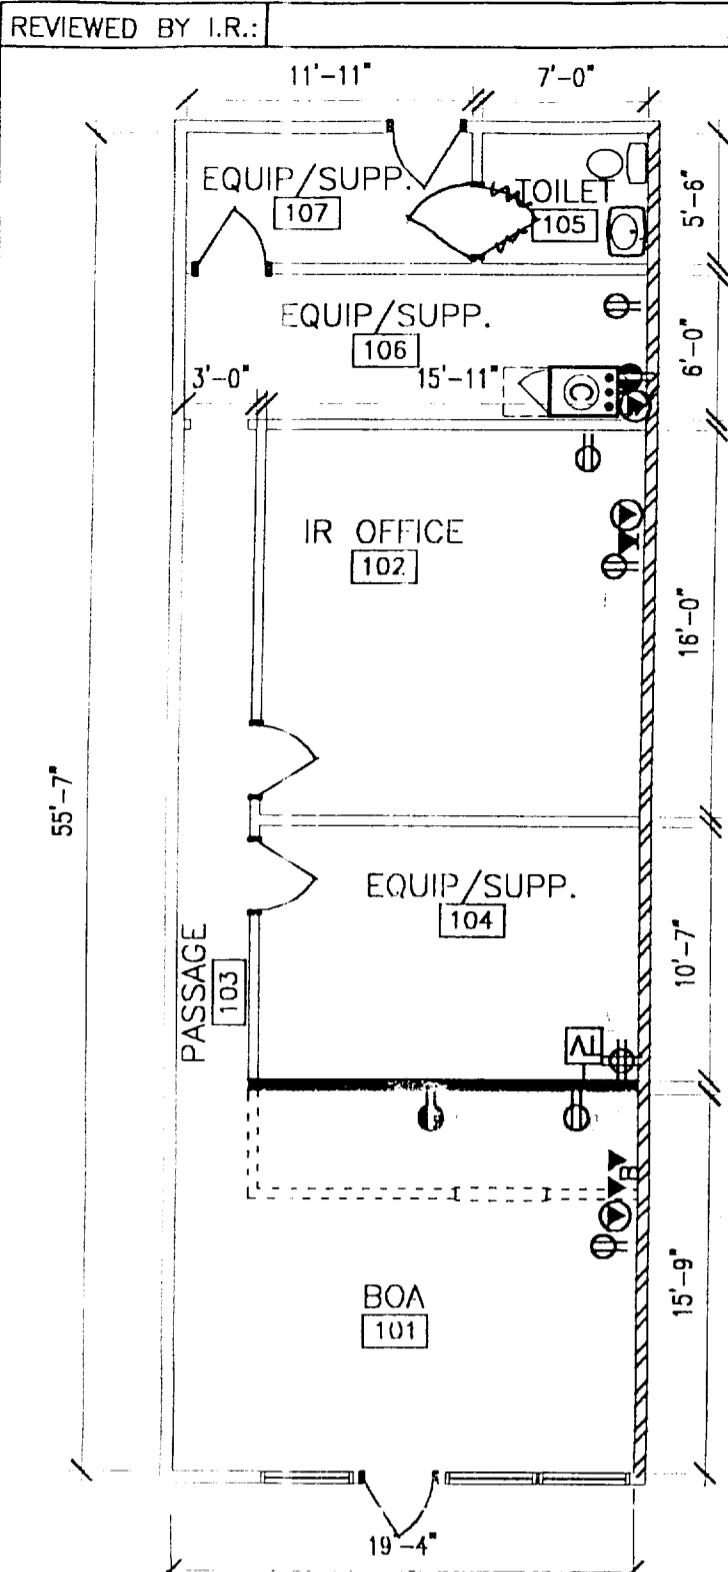 REVIEWED BY I.R.:
11'-11"
7'-0"
EQUIP/SUPP.
107
TOILET
105
5'-6"
EQUIP/SUPP.
106
6'-0"
3'-0"
15'-11"
C
IR OFFICE
102
16'-0"
55'-7"
EQUIP/SUPP.
104
PASSAGE
103
10'-7"
TV
B
BOA
101
15'-9"
19'-4"